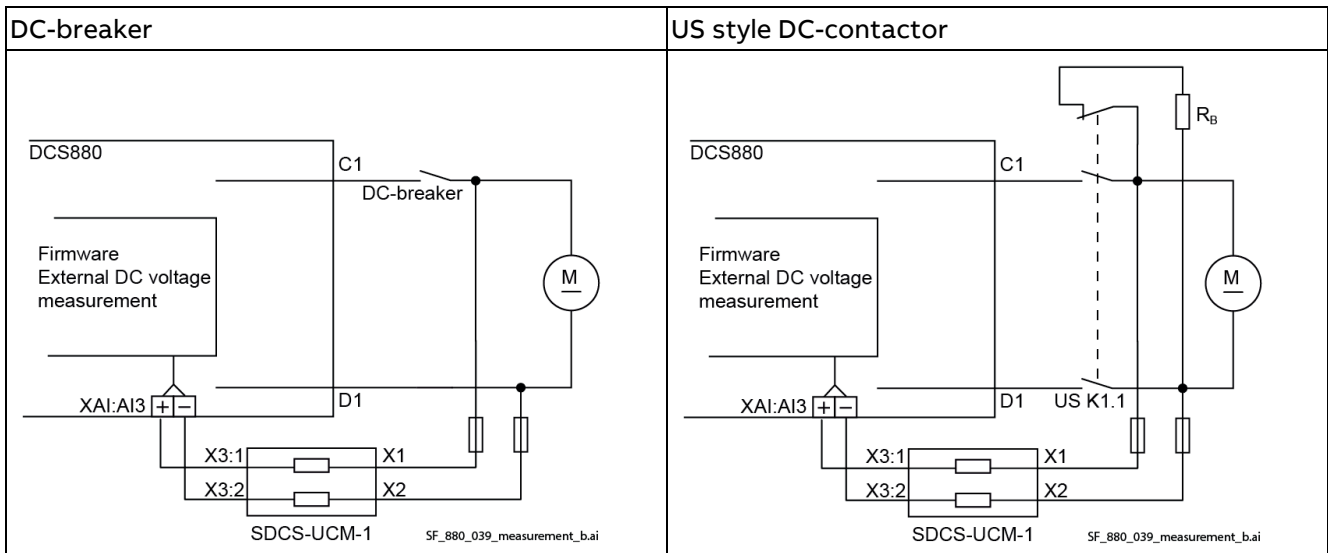 DC-breaker
DCS880
C1
DC-breaker
Firmware
External DC voltage
measurement
M
XAI:AI3
+ −
D1
X3:1
X1
X3:2
X2
SDCS-UCM-1
SF_880_039_measurement_b.ai
US style DC-contactor
RB
DCS880
C1
Firmware
External DC voltage
measurement
M
XAI:AI3
+ −
D1
US K1.1
X3:1
X1
X3:2
X2
SDCS-UCM-1
SF_880_039_measurement_b.ai